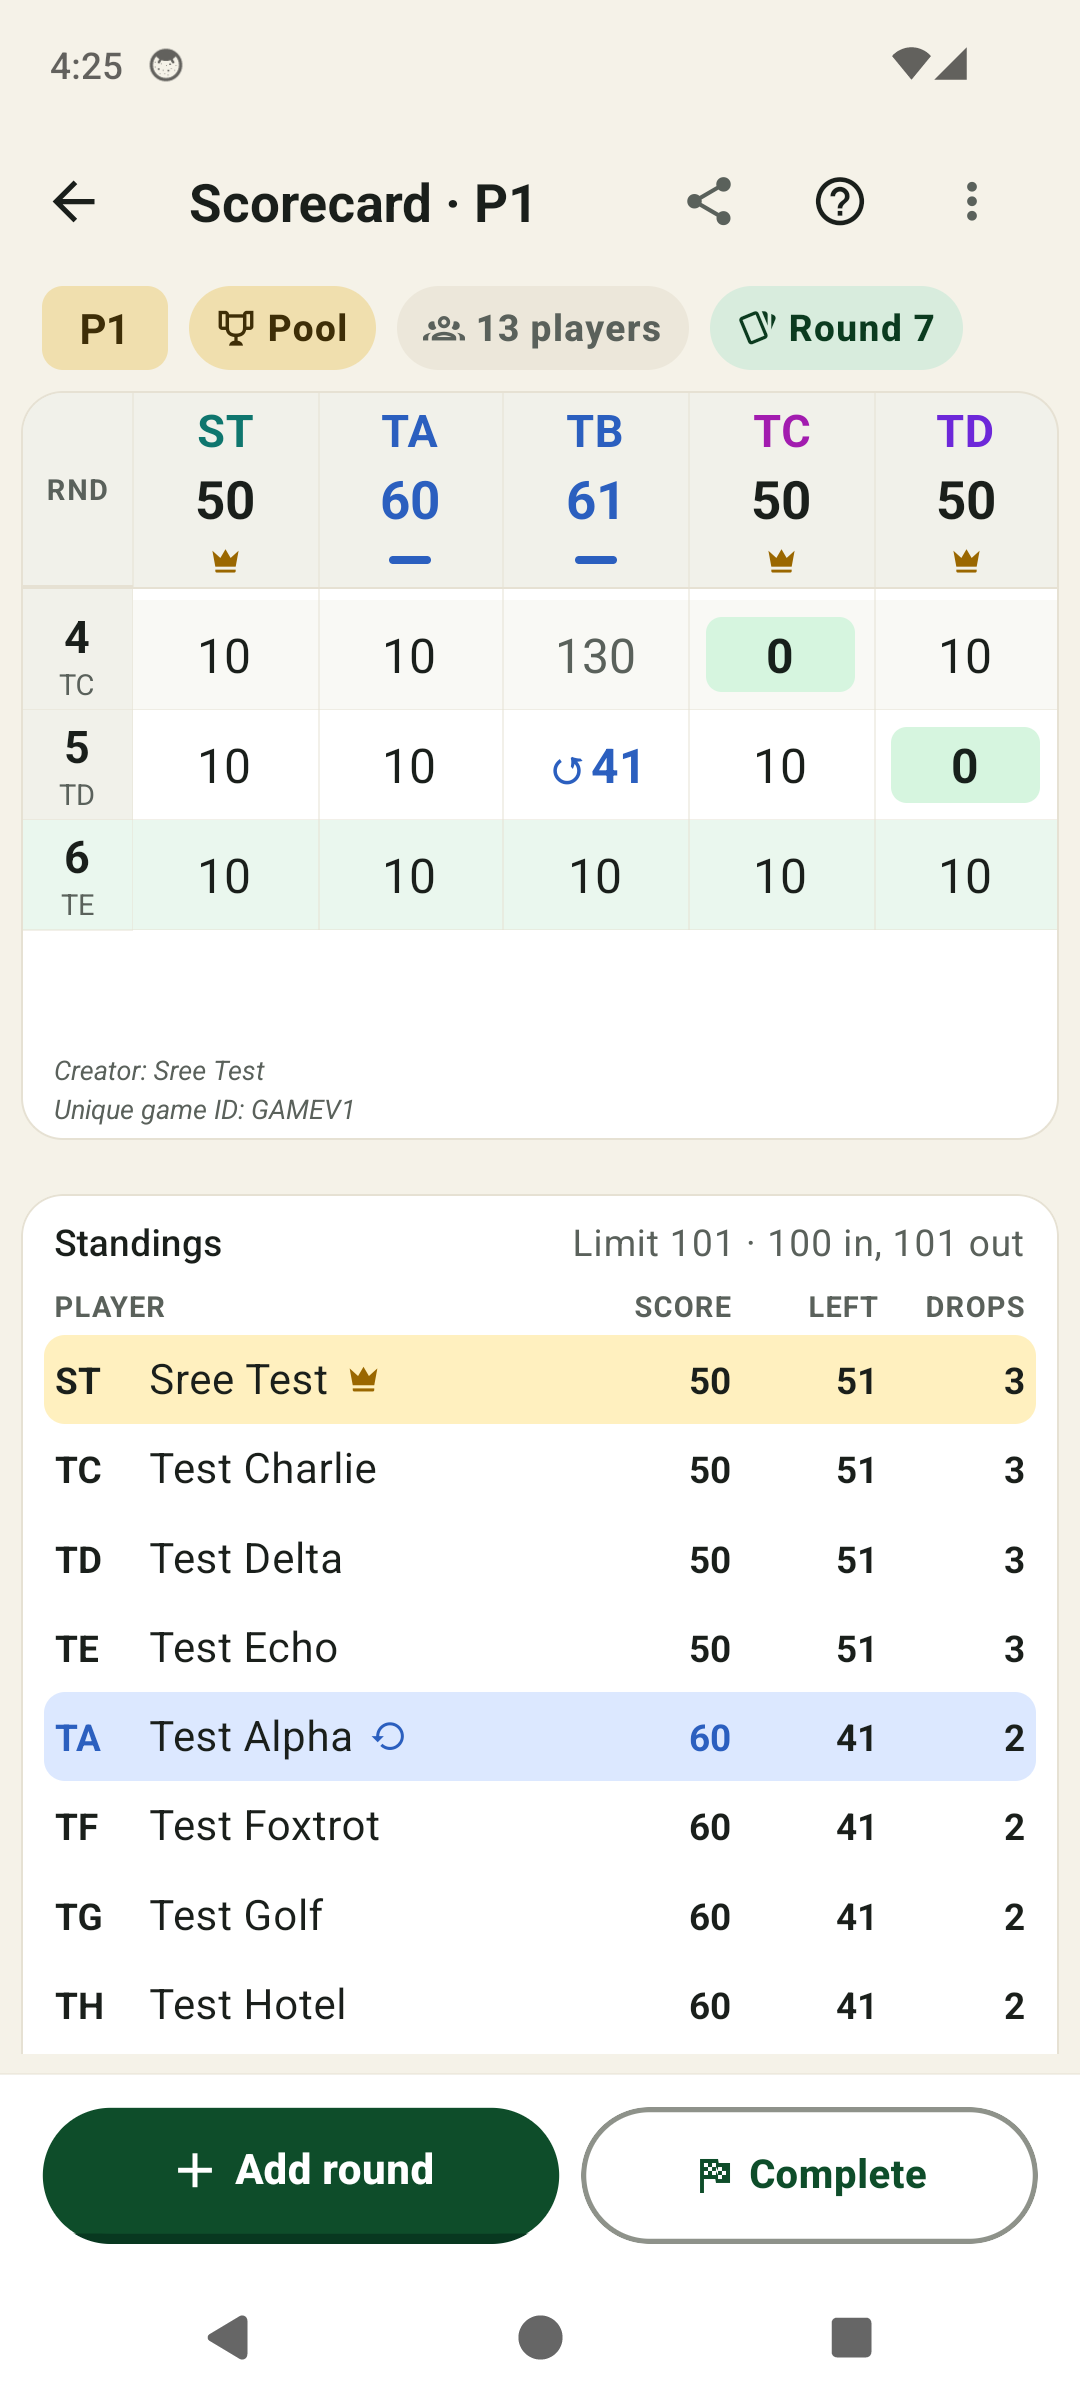 4:25
Scorecard · P1
P1 Pool 13 players Round 7
ST TA TB TC TD
RND 50 60 61 50 50
4 10 10 130 0 10
TC
5 10 10 41 10 0
TD
6 10 10 10 10 10
TE
Creator: Sree Test
Unique game ID: GAMEV1
Standings Limit 101 · 100 in, 101 out
PLAYER SCORE LEFT DROPS
ST Sree Test 50 51 3
TC Test Charlie 50 51 3
TD Test Delta 50 51 3
TE Test Echo 50 51 3
TA Test Alpha 60 41 2
TF Test Foxtrot 60 41 2
TG Test Golf 60 41 2
TH Test Hotel 60 41 2
Add round Complete